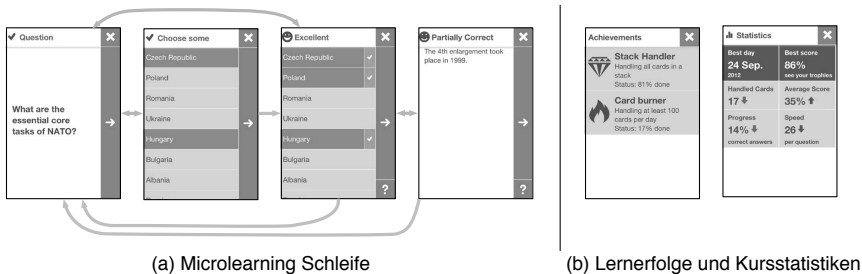 Question
What are the
essential core
tasks of NATO?
Choose some
Czech Republic
Poland
Romania
Ukraine
Hungary
Bulgaria
Albania
Excellent
Czech Republic
Poland
Romania
Ukraine
Hungary
Bulgaria
Albania
?
Partially Correct
The 4th enlargement took
place in 1999.
?
(a) Microlearning Schleife
Achievements
Stack Handler
Handling all cards in a
stack
Status: 81% done
Card burner
Handling at least 100
cards per day
Status: 17% done
Statistics
Best day
24 Sep.
2012
Best score
86%
see your trophies
Handled Cards
17
Average Score
35%
Progress
14%
correct answers
Speed
26
per question
(b) Lernerfolge und Kursstatistiken